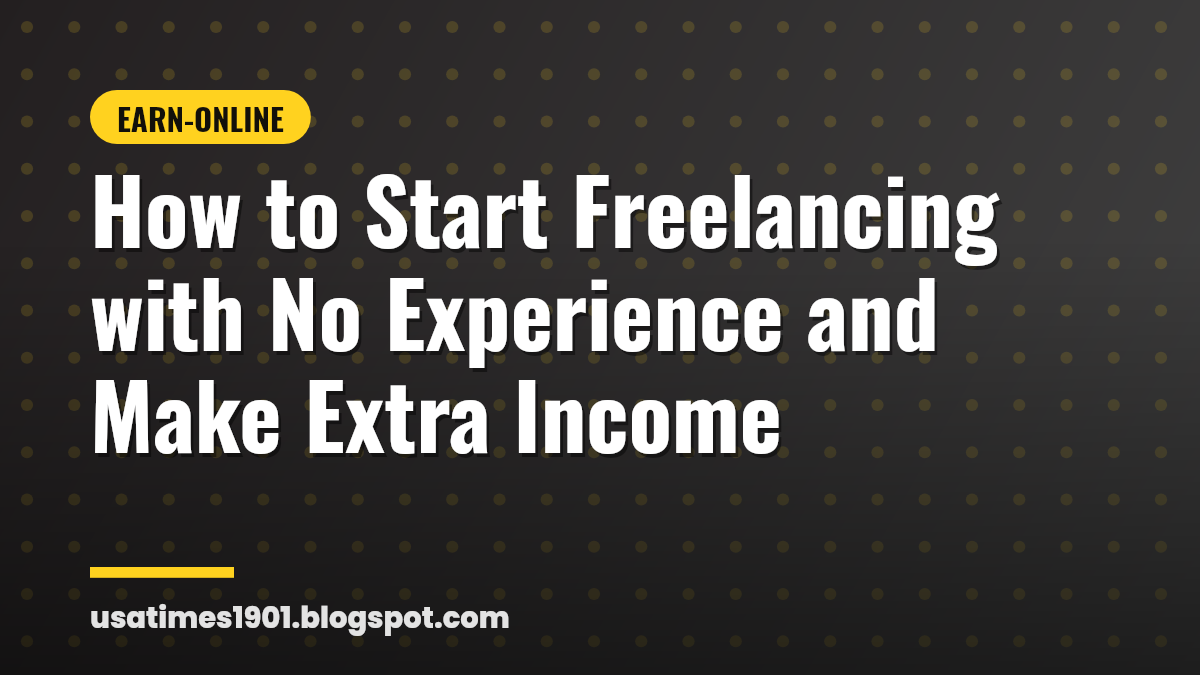 EARN-ONLINE
How to Start Freelancing
with No Experience and
Make Extra Income
usatimes1901.blogspot.com